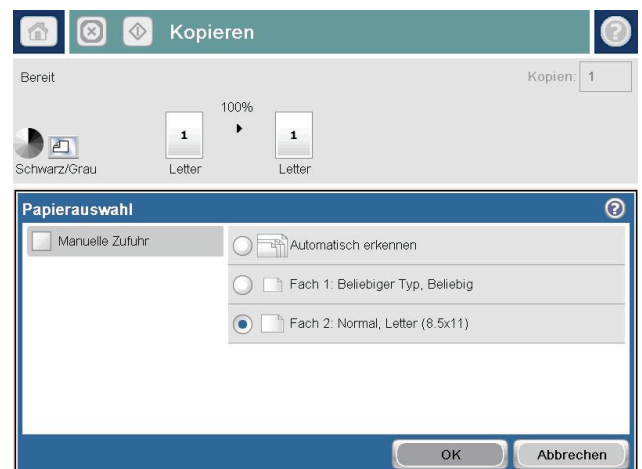 Kopieren
Bereit
Kopien: 1
100%
1 1
Schwarz/Grau Letter Letter
Papierauswahl
Manuelle Zufuhr
Automatisch erkennen
Fach 1: Beliebiger Typ, Beliebig
Fach 2: Normal, Letter (8.5x11)
OK Abbrechen